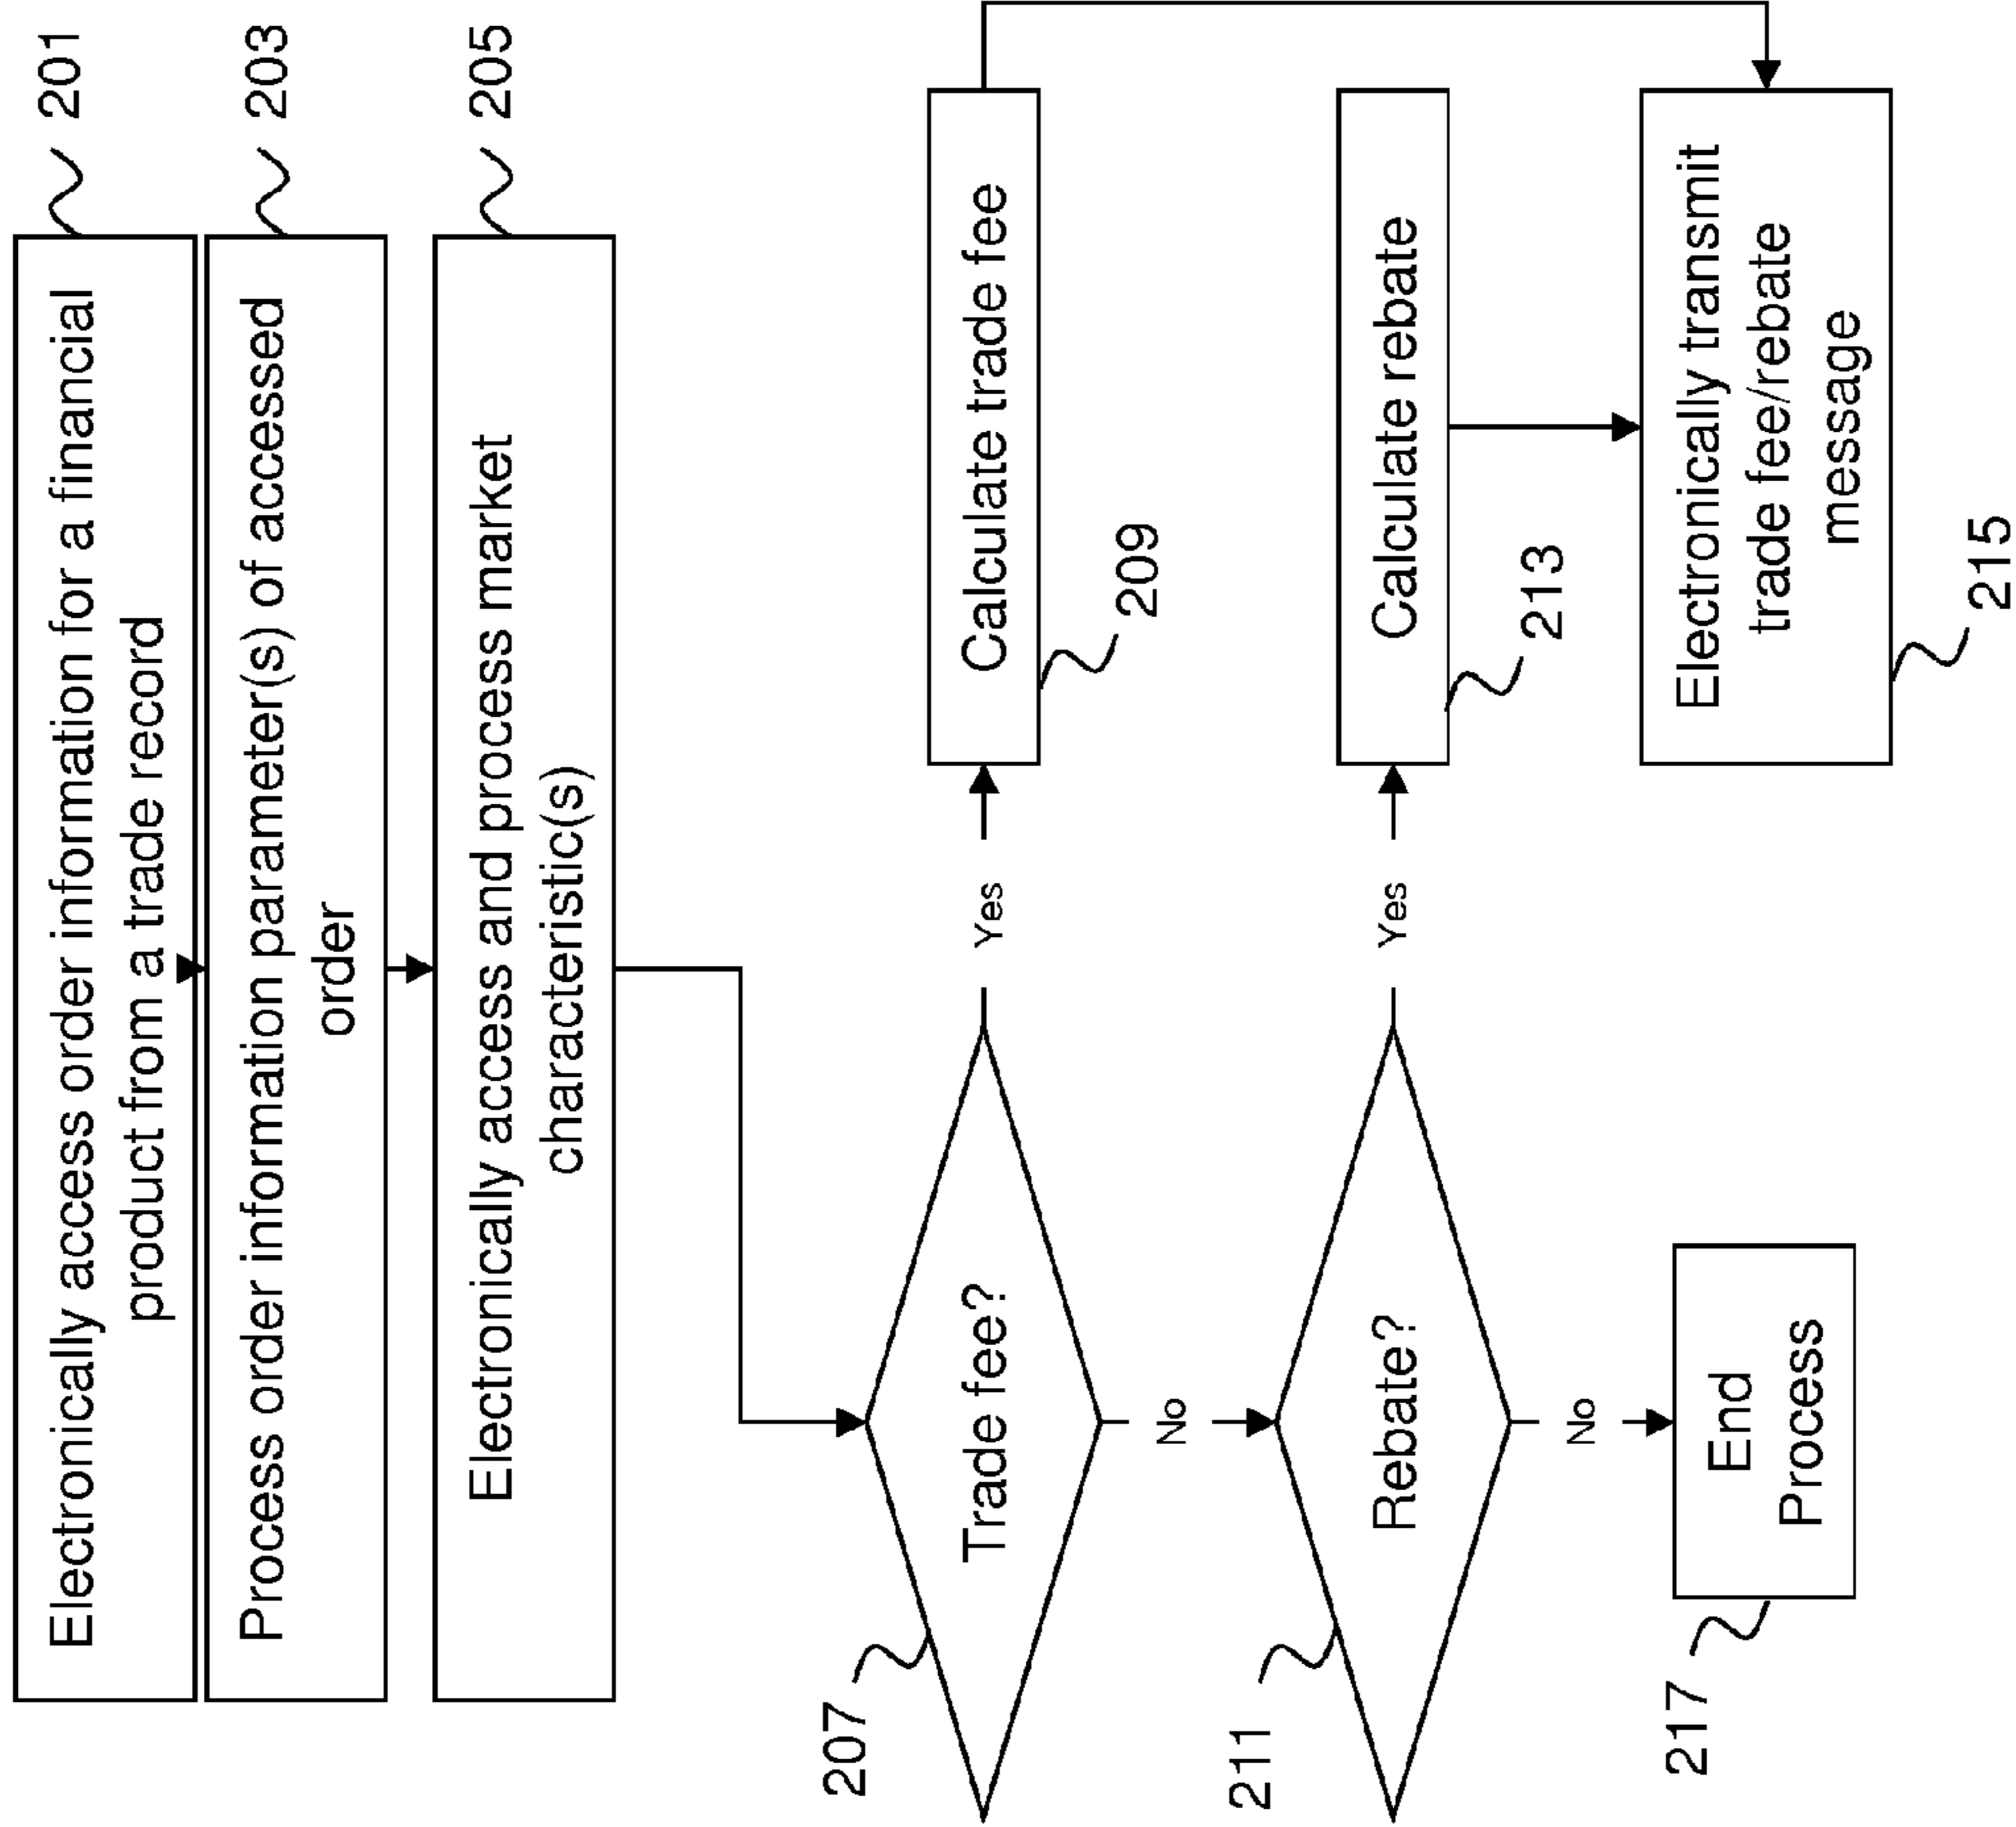 Electronically access order information for a financial
product from a trade record
201
Process order information parameter(s) of accessed
order
203
Electronically access and process market
characteristic(s)
205
207
Trade fee?
Yes
Calculate trade fee
209
No
211
Rebate?
Yes
Calculate rebate
213
No
217
End
Process
Electronically transmit
trade fee/rebate
message
215